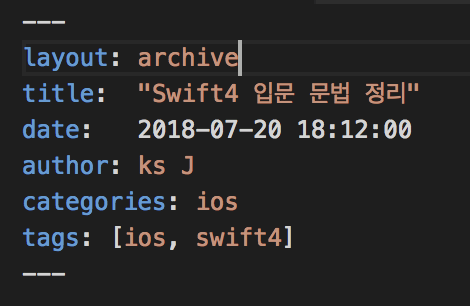 ---
layout: archive
title:  "Swift4 입문 문법 정리"
date:   2018-07-20 18:12:00
author: ks J
categories: ios
tags: [ios, swift4]
---